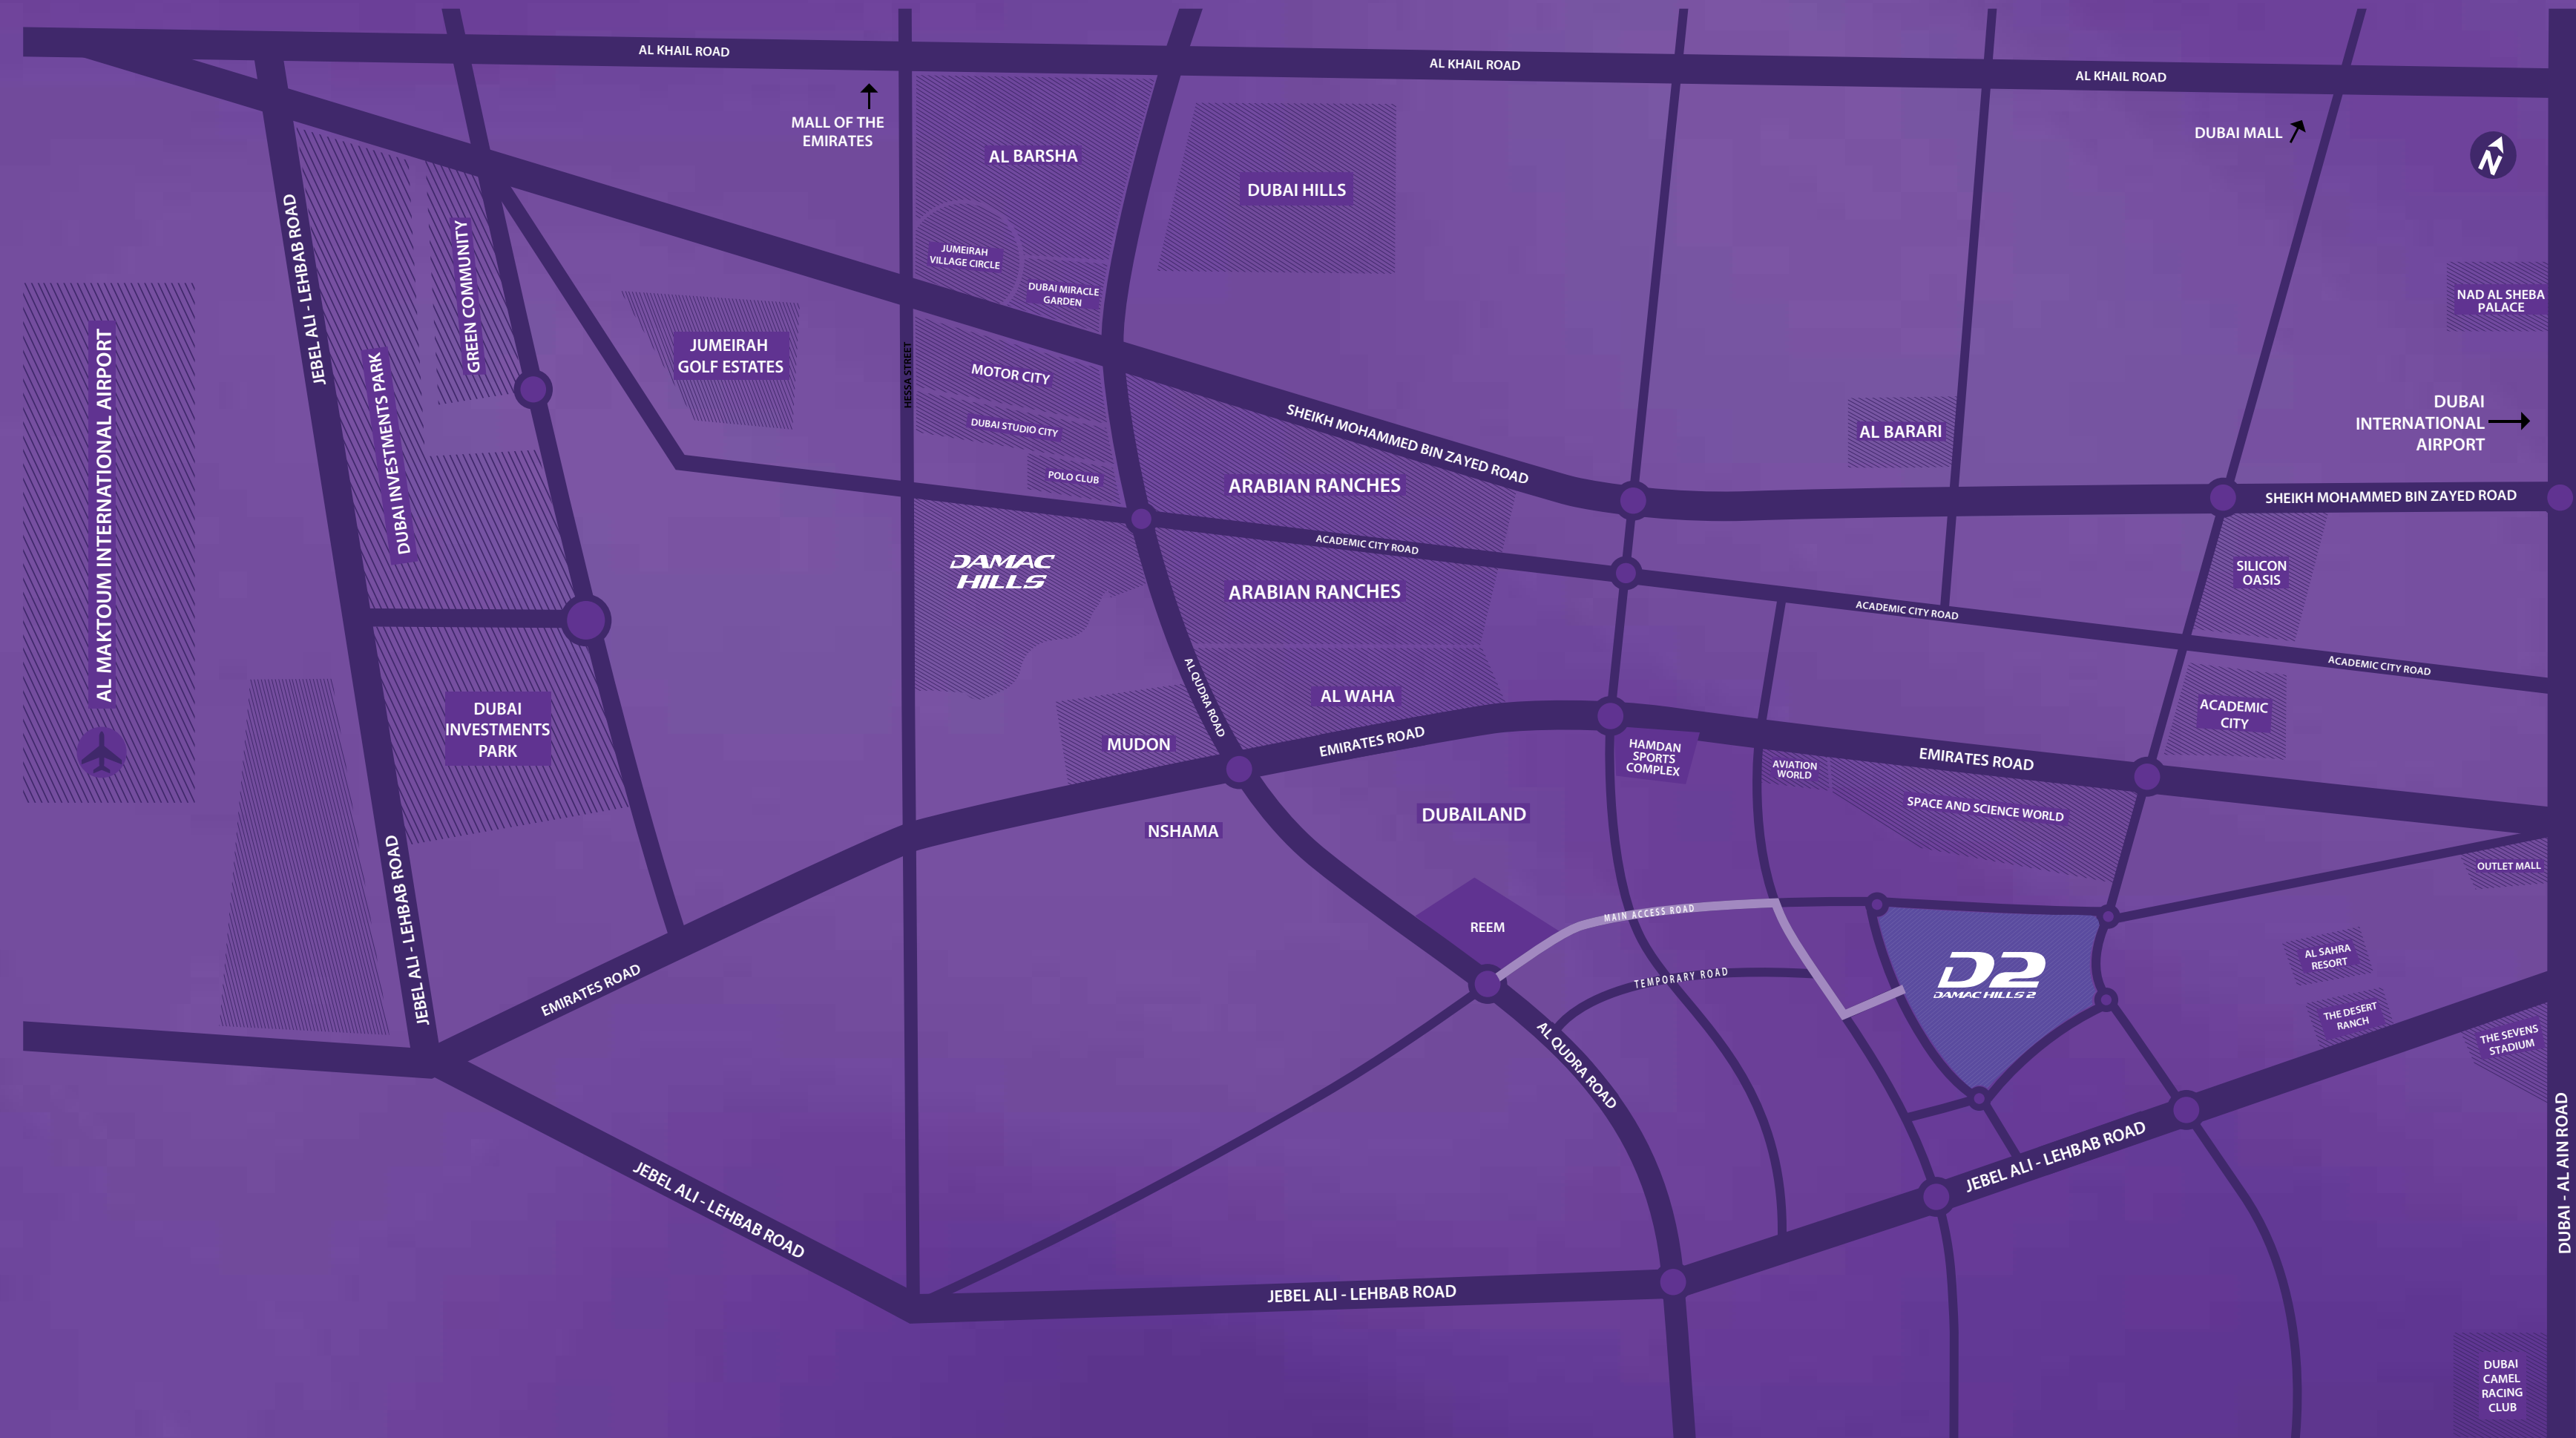 AL KHAIL ROAD
AL KHAIL ROAD
AL KHAIL ROAD
MALL OF THE
EMIRATES
DUBAI MALL
N
AL BARSHA
DUBAI HILLS
JEBEL ALI - LEHBAB ROAD
GREEN COMMUNITY
JUMEIRAH
VILLAGE CIRCLE
DUBAI MIRACLE
GARDEN
NAD AL SHEBA
PALACE
AL MAKTOUM INTERNATIONAL AIRPORT
DUBAI INVESTMENTS PARK
JUMEIRAH
GOLF ESTATES
HESSA STREET
MOTOR CITY
DUBAI STUDIO CITY
POLO CLUB
SHEIKH MOHAMMED BIN ZAYED ROAD
AL BARARI
DUBAI
INTERNATIONAL
AIRPORT
ARABIAN RANCHES
SHEIKH MOHAMMED BIN ZAYED ROAD
ACADEMIC CITY ROAD
DAMAC
HILLS
ARABIAN RANCHES
SILICON
OASIS
ACADEMIC CITY ROAD
ACADEMIC CITY ROAD
AL QUDRA ROAD
AL WAHA
ACADEMIC
CITY
DUBAI
INVESTMENTS
PARK
MUDON
EMIRATES ROAD
HAMDAN
SPORTS
COMPLEX
AVIATION
WORLD
EMIRATES ROAD
SPACE AND SCIENCE WORLD
NSHAMA
DUBAILAND
OUTLET MALL
JEBEL ALI - LEHBAB ROAD
REEM
MAIN ACCESS ROAD
TEMPORARY ROAD
D2
DAMAC HILLS 2
AL SAHRA
RESORT
THE DESERT
RANCH
THE SEVENS
STADIUM
EMIRATES ROAD
AL QUDRA ROAD
JEBEL ALI - LEHBAB ROAD
JEBEL ALI - LEHBAB ROAD
JEBEL ALI - LEHBAB ROAD
DUBAI - AL AIN ROAD
DUBAI
CAMEL
RACING
CLUB